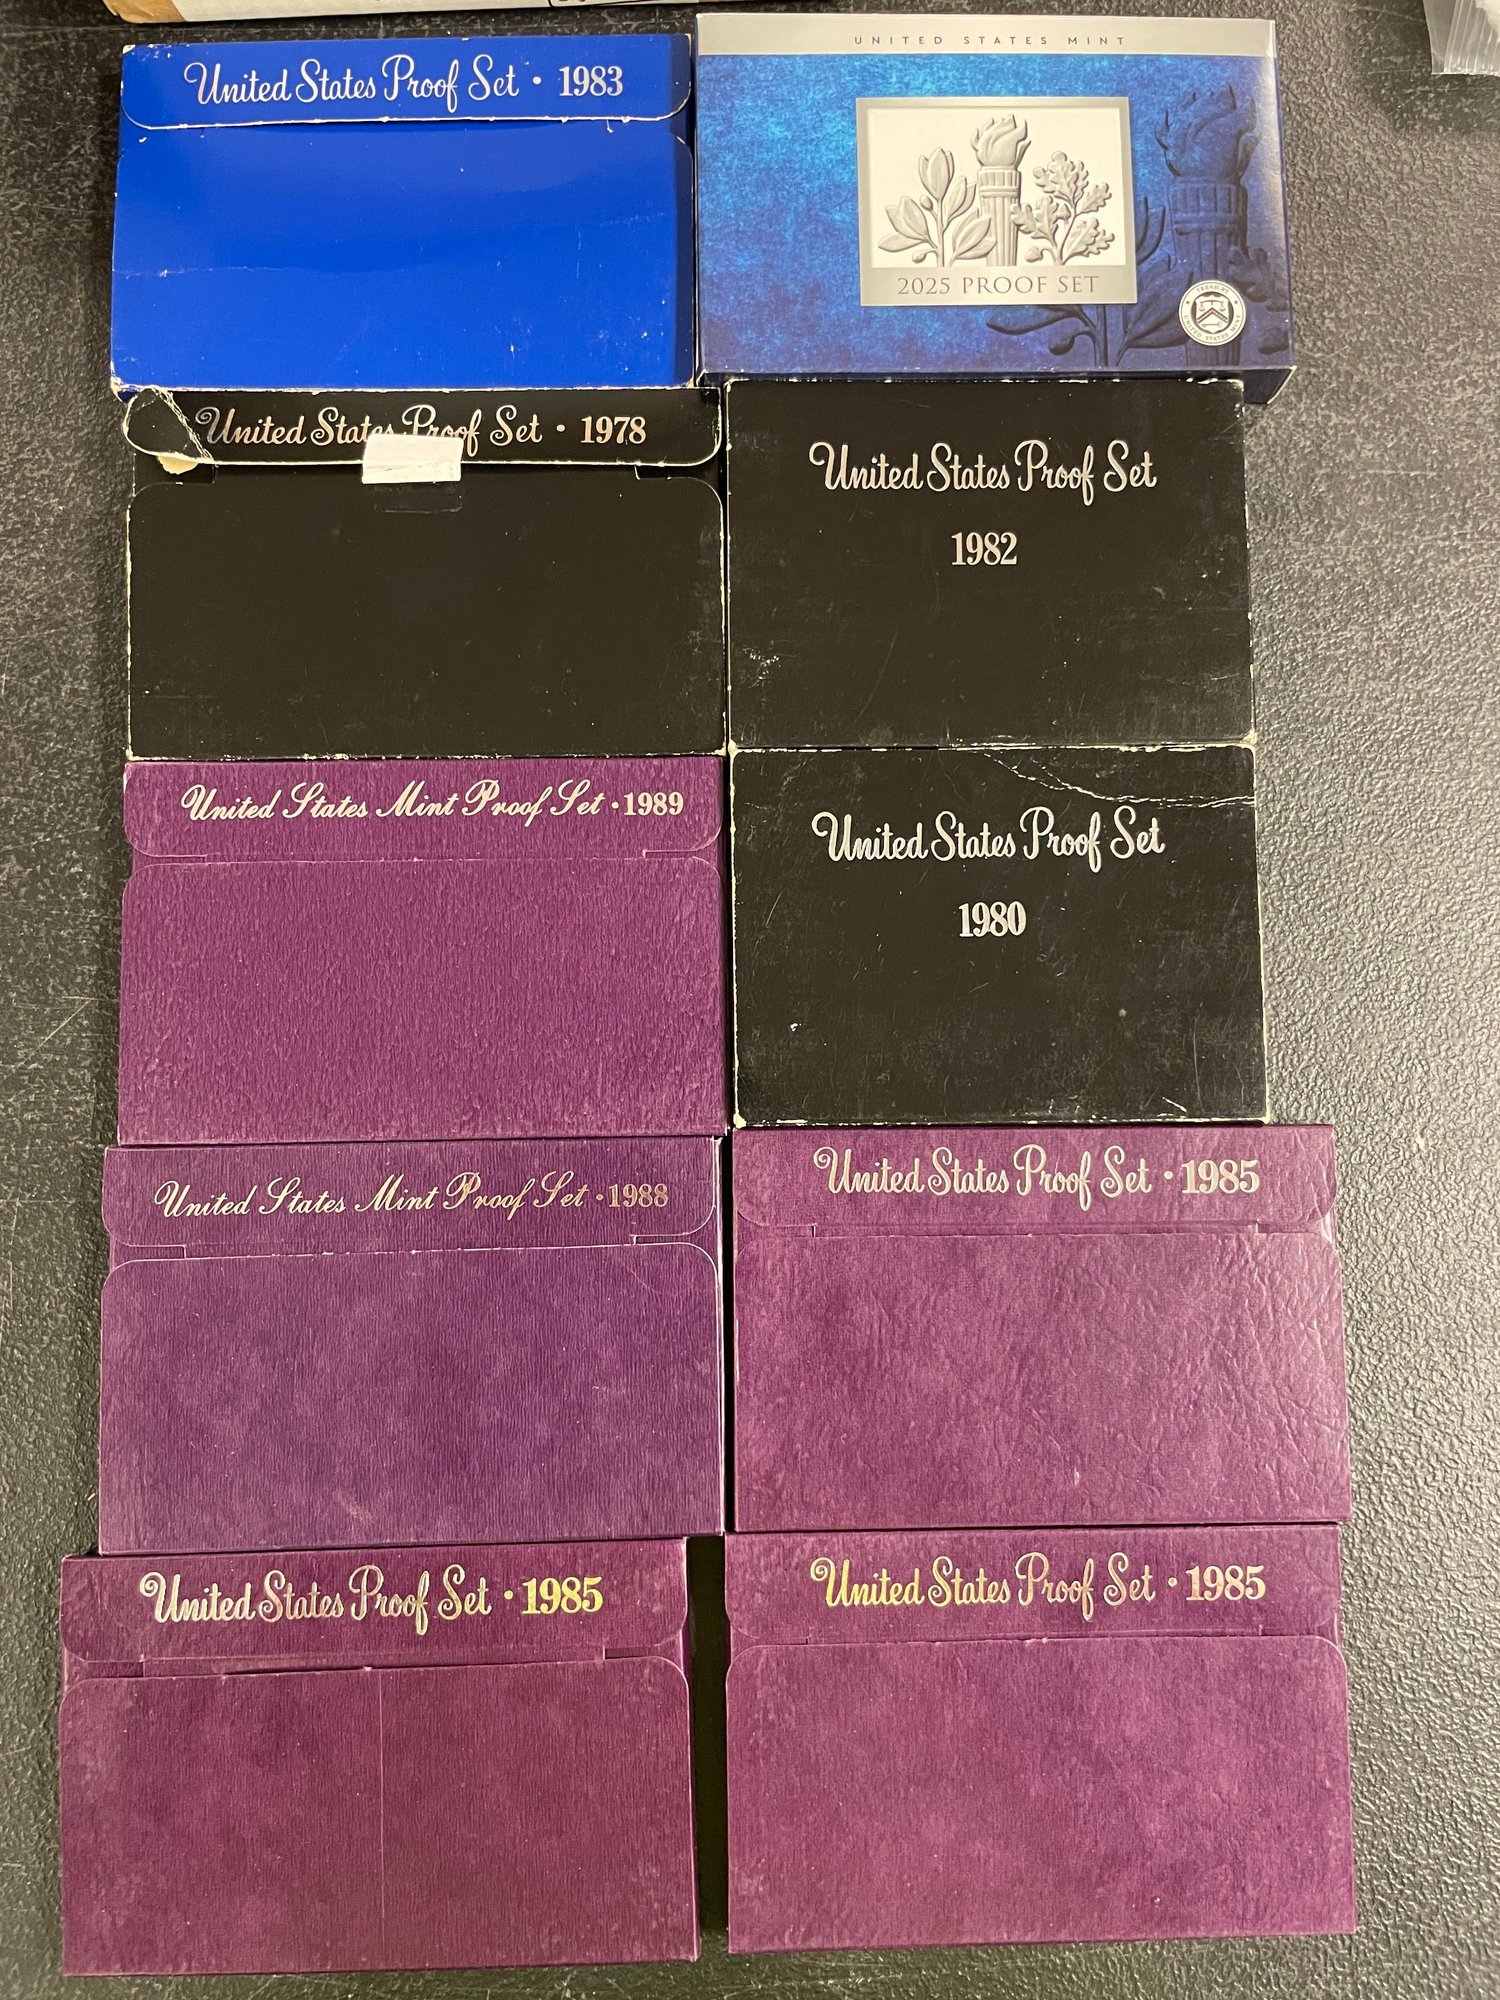 United States Proof Set · 1983
UNITED STATES MINT
2025 PROOF SET
United States Proof Set · 1978
United States Proof Set
1982
United States Mint Proof Set · 1989
United States Proof Set
1980
United States Mint Proof Set · 1988
United States Proof Set · 1985
United States Proof Set · 1985
United States Proof Set · 1985